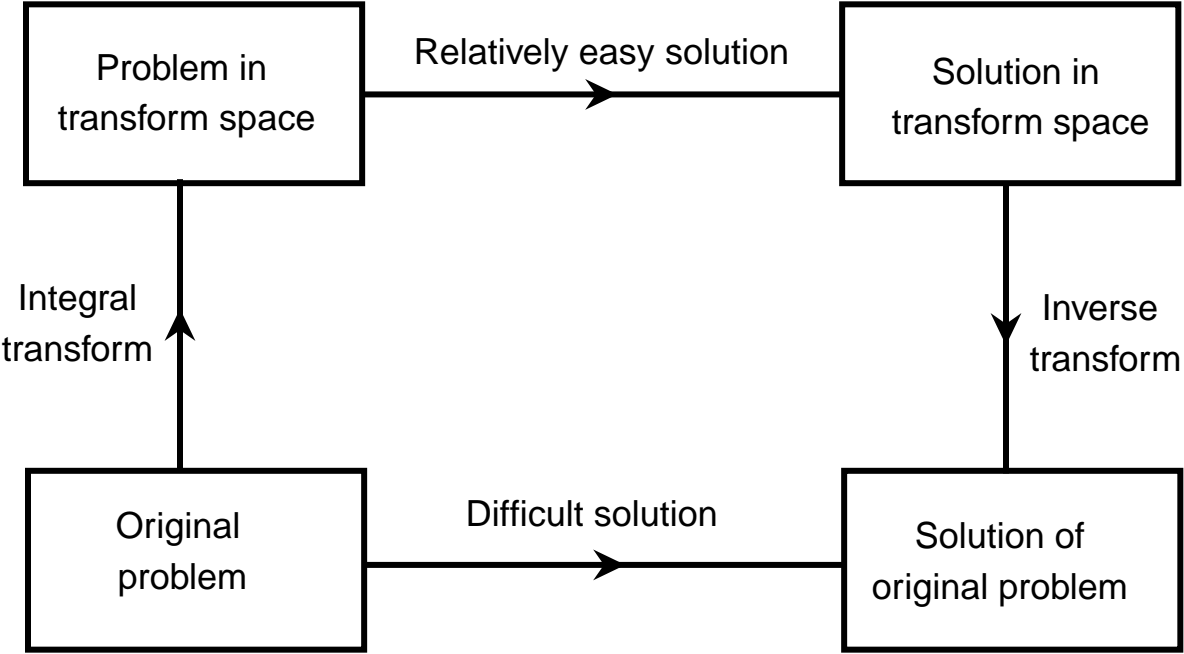 Problem in
transform space
Relatively easy solution
Solution in
transform space
Integral
transform
Inverse
transform
Original
problem
Difficult solution
Solution of
original problem